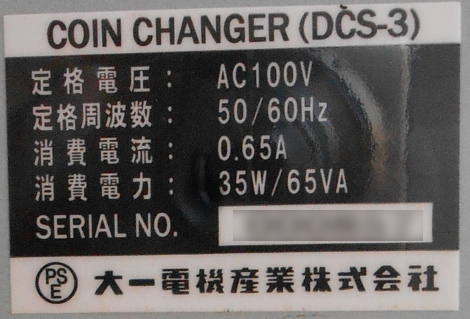 COIN CHANGER (DCS-3)
定格電圧： AC100V
定格周波数： 50/60Hz
消費電流： 0.65A
消費電力： 35W/65VA
SERIAL NO.
PSE 大一電機産業株式会社